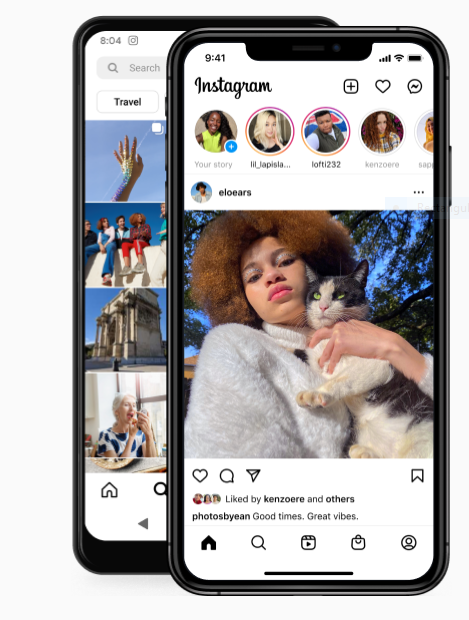 8:04
Search
Travel
9:41
Instagram
Your story
lil_lapisla...
lofti232
kenzoere
eloears
Liked by kenzoere and others
photosbyean Good times. Great vibes.